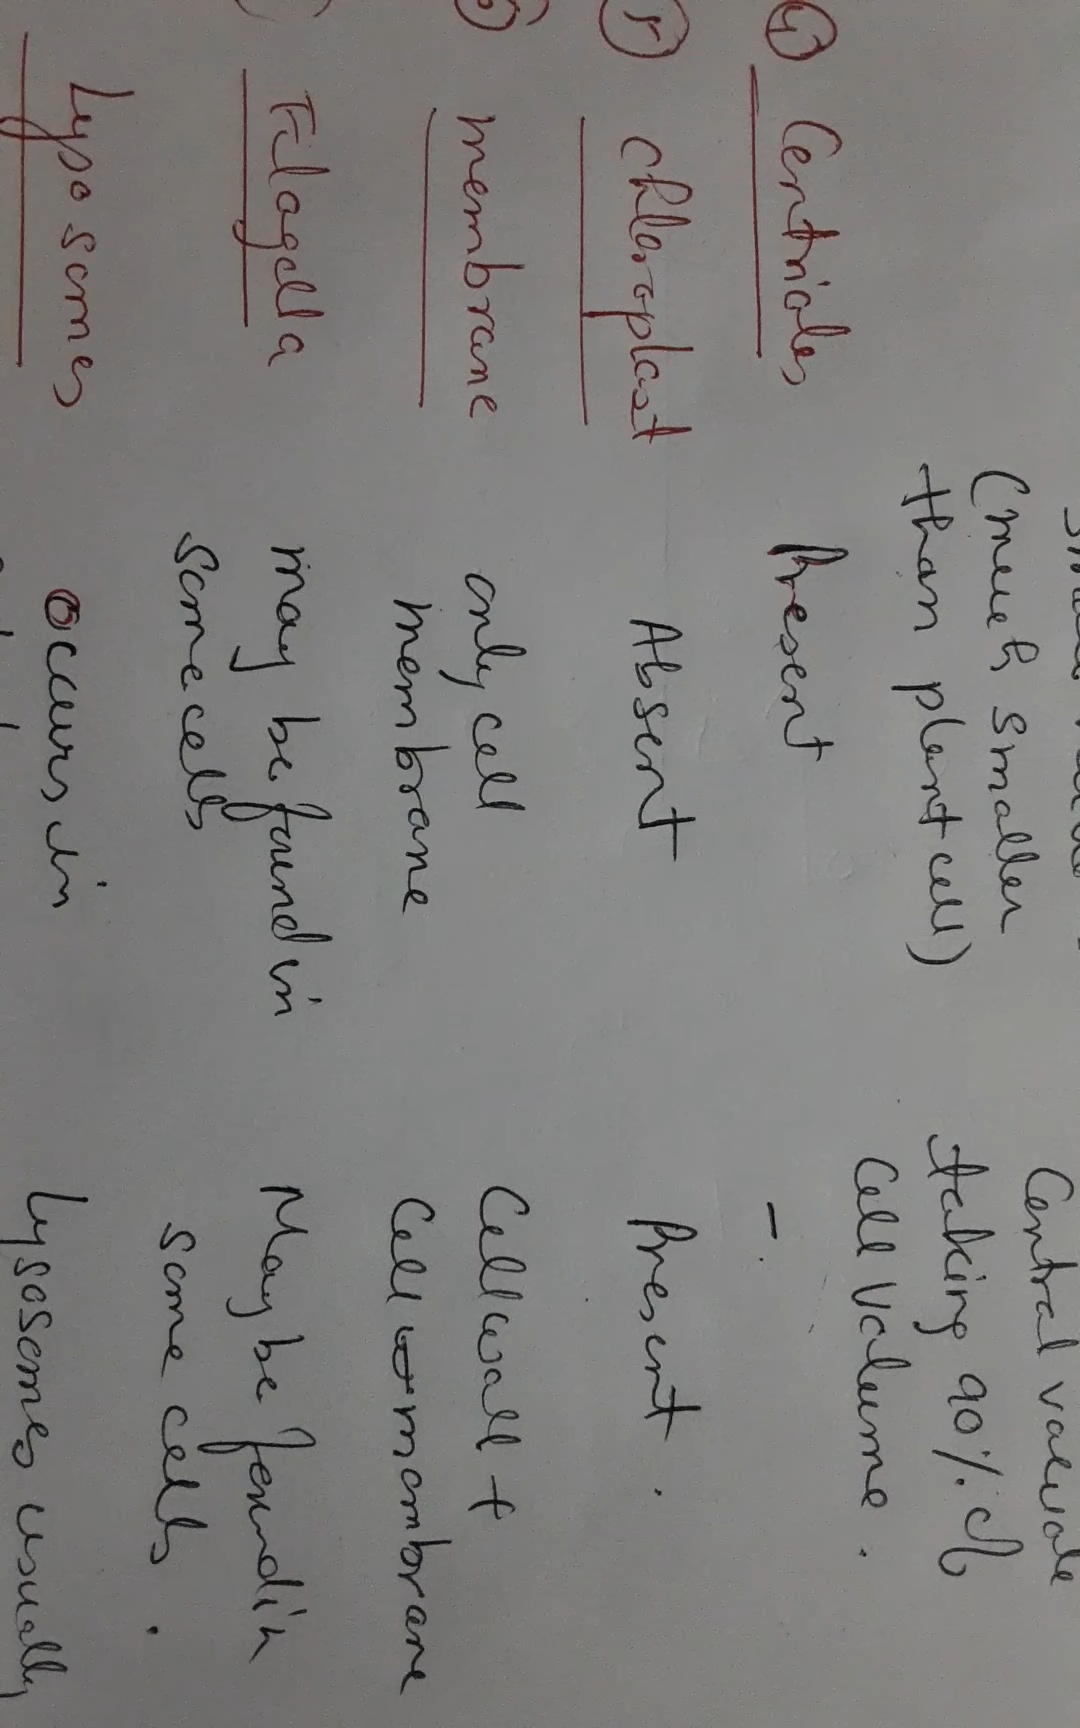 Central vacuole
(much smaller
than plant cell)
taking 90% of
cell volume.
4) Centrioles Present -.
5) Chloroplast Absent Present.
membrane only cell Cell wall +
membrane Cell membrane
Flagella may be found in May be found in
some cells some cells.
Lyposomes occurs in Lysosomes usually